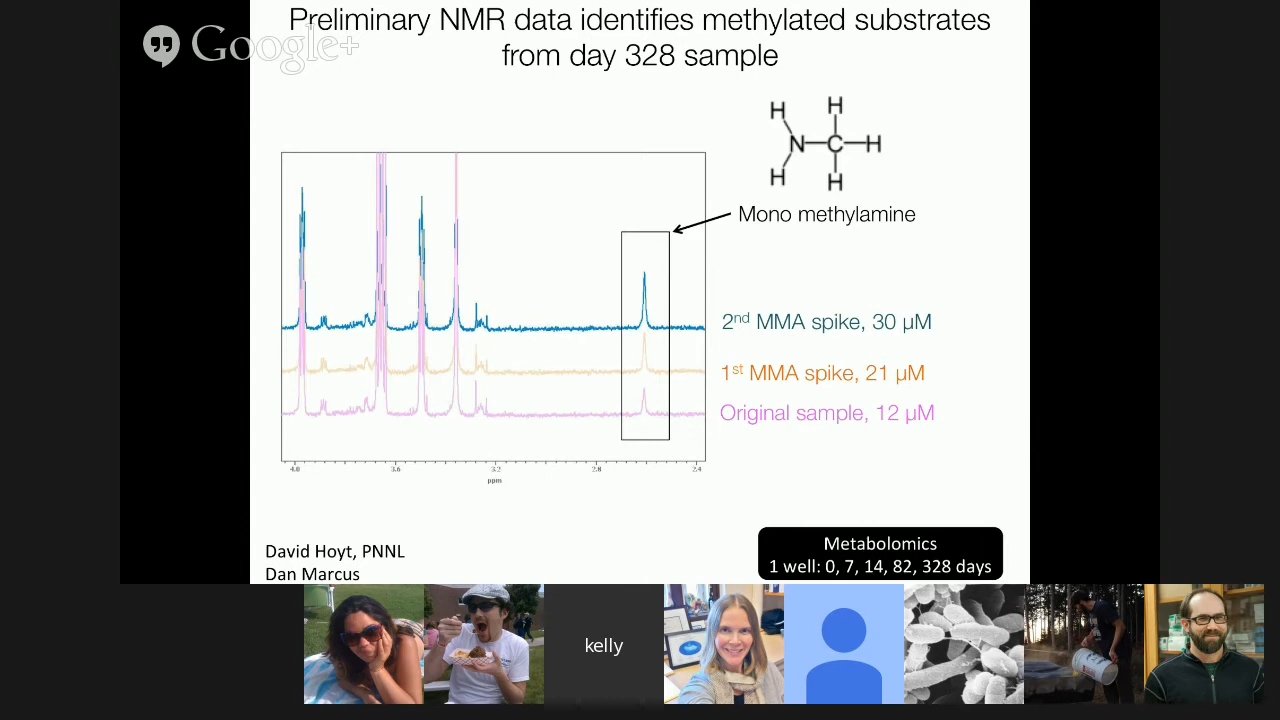 Preliminary NMR data identifies methylated substrates
from day 328 sample
Google+
H H
N C H
H H
Mono methylamine
2nd MMA spike, 30 μM
1st MMA spike, 21 μM
Original sample, 12 μM
4.0 3.6 3.2 2.8 2.4
ppm
David Hoyt, PNNL
Dan Marcus
Metabolomics
1 well: 0, 7, 14, 82, 328 days
kelly